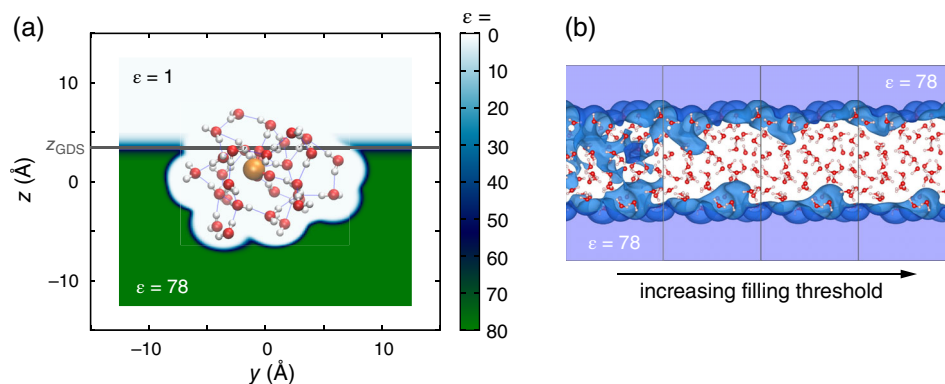 (a)
ε =
(b)
10
z_GDS
0
−10
z (Å)
ε = 1
ε = 78
−10
0
10
y (Å)
0
10
20
30
40
50
60
70
80
ε = 78
ε = 78
increasing filling threshold